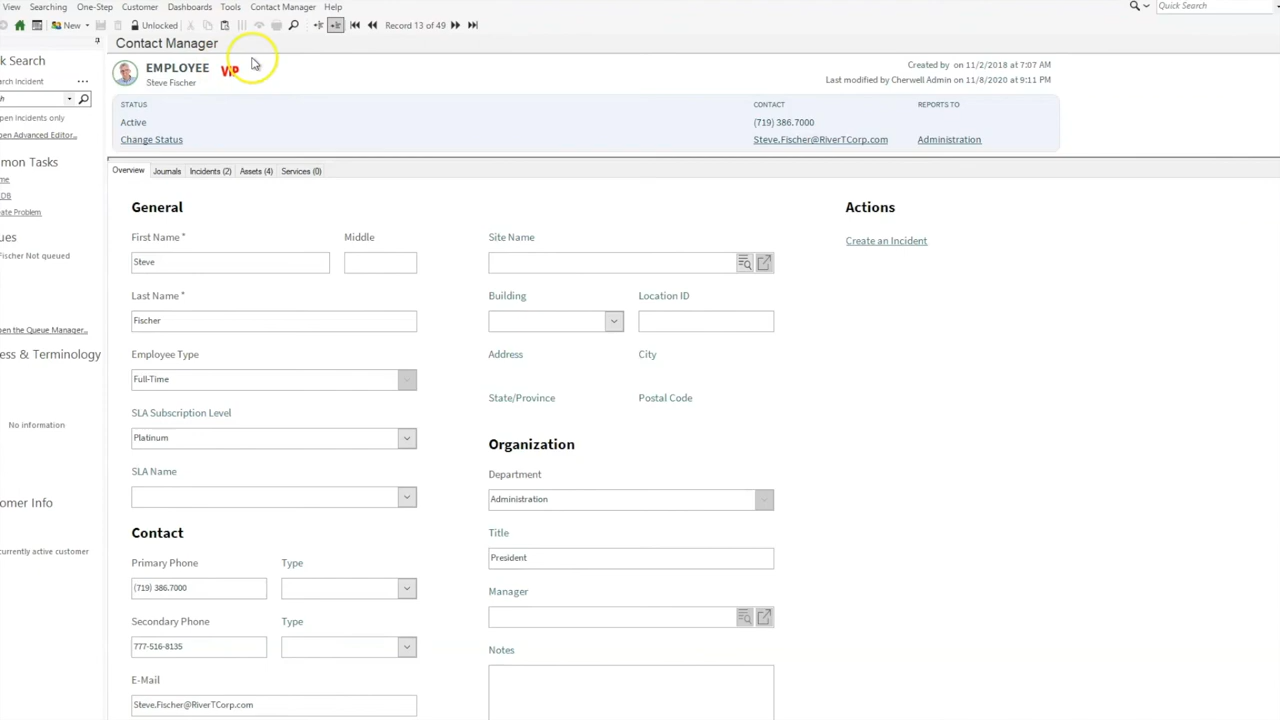 View Searching One-Step Customer Dashboards Tools Contact Manager Help Quick Search
New Unlocked Record 13 of 49
Contact Manager
k Search
arch Incident
pen Incidents only
pen Advanced Editor...
mon Tasks
DB
ate Problem
ues
Fischer Not queued
pen the Queue Manager...
ess & Terminology
No information
omer Info
urrently active customer
EMPLOYEE VIP
Steve Fischer
Created by on 11/2/2018 at 7:07 AM
Last modified by Cherwell Admin on 11/8/2020 at 9:11 PM
STATUS CONTACT REPORTS TO
Active (719) 386.7000
Change Status Steve.Fischer@RiverTCorp.com Administration
Overview Journals Incidents (2) Assets (4) Services (0)
General
First Name * Middle
Steve
Last Name *
Fischer
Employee Type
Full-Time
SLA Subscription Level
Platinum
SLA Name
Contact
Primary Phone Type
(719) 386.7000
Secondary Phone Type
777-516-8135
E-Mail
Steve.Fischer@RiverTCorp.com
Site Name
Building Location ID
Address City
State/Province Postal Code
Organization
Department
Administration
Title
President
Manager
Notes
Actions
Create an Incident